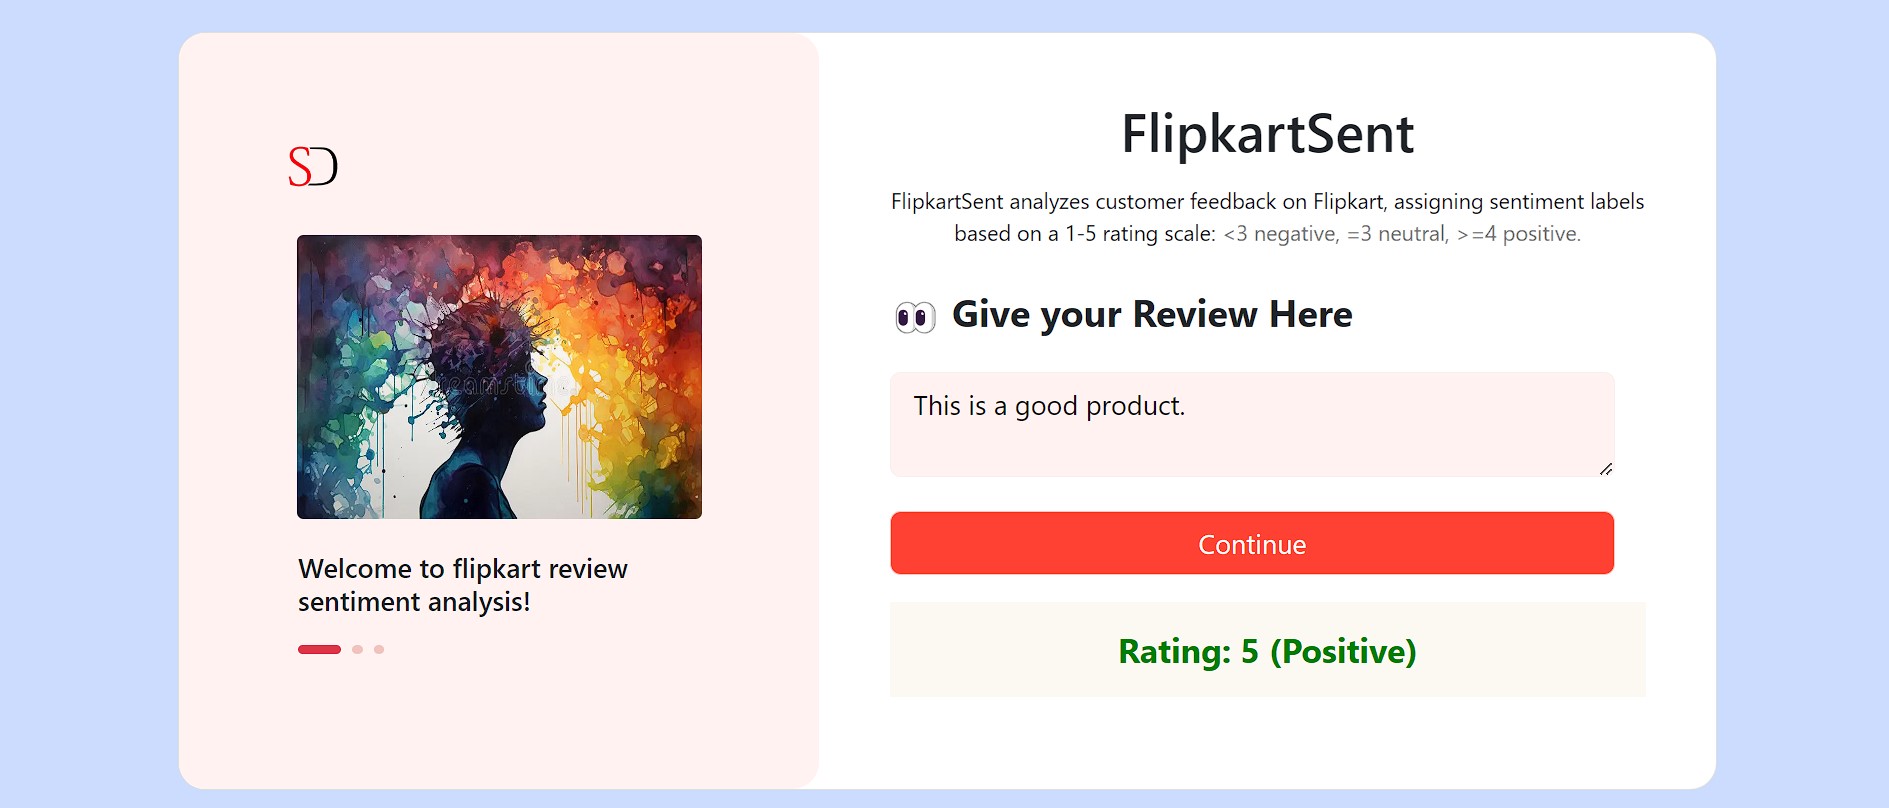 SD
Welcome to flipkart review
sentiment analysis!
FlipkartSent
FlipkartSent analyzes customer feedback on Flipkart, assigning sentiment labels
based on a 1-5 rating scale: <3 negative, =3 neutral, >=4 positive.
👀 Give your Review Here
This is a good product.
Continue
Rating: 5 (Positive)